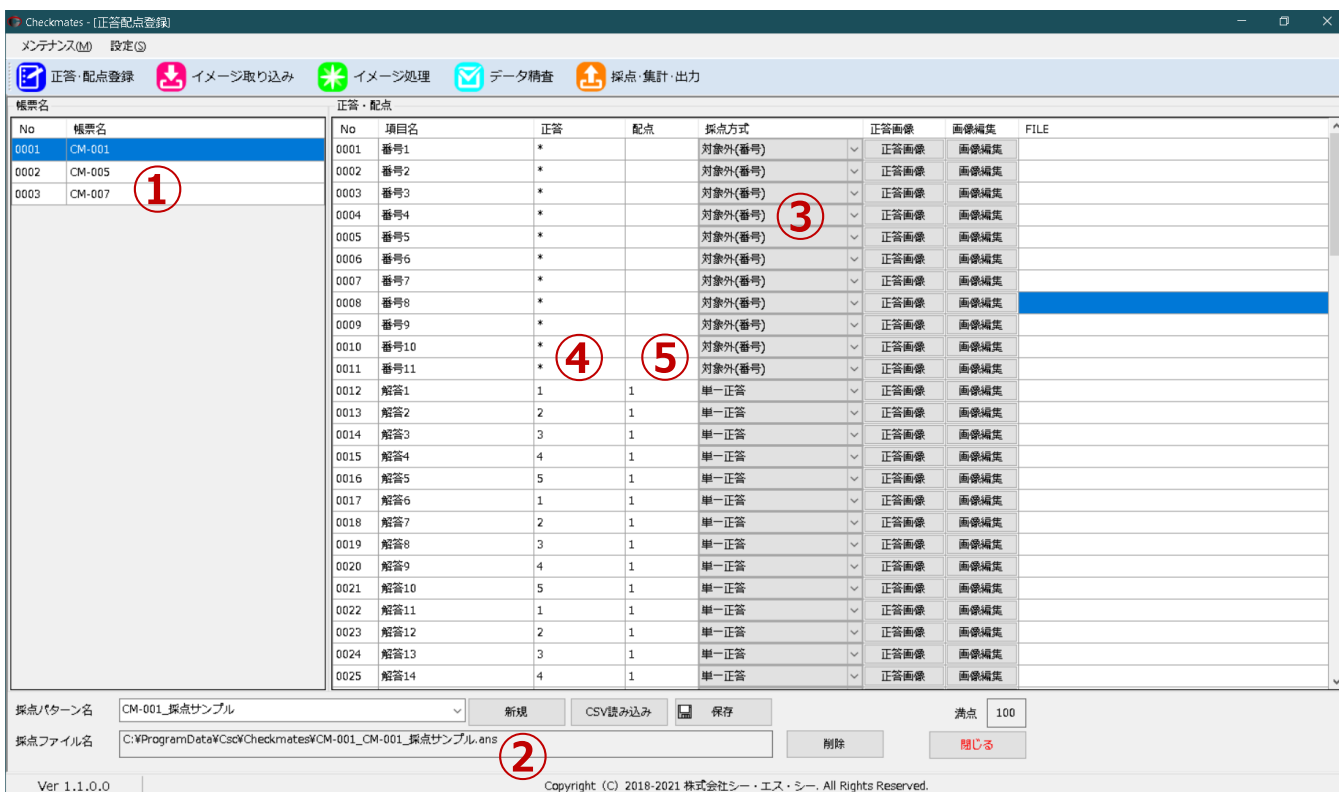 Checkmates - [正答配点登録]
メンテナンス(M) 設定(S)
正答·配点登録 イメージ取り込み イメージ処理 データ精査 採点·集計·出力
帳票名 正答・配点
No 帳票名 No 項目名 正答 配点 採点方式 正答画像 画像編集 FILE
0001 CM-001 0001 番号1 * 対象外(番号) 正答画像 画像編集
0002 CM-005 0002 番号2 * 対象外(番号) 正答画像 画像編集
0003 CM-007 ① 0003 番号3 * 対象外(番号) 正答画像 画像編集
0004 番号4 * 対象外(番号) ③ 正答画像 画像編集
0005 番号5 * 対象外(番号) 正答画像 画像編集
0006 番号6 * 対象外(番号) 正答画像 画像編集
0007 番号7 * 対象外(番号) 正答画像 画像編集
0008 番号8 * 対象外(番号) 正答画像 画像編集
0009 番号9 * 対象外(番号) 正答画像 画像編集
0010 番号10 * ④ ⑤ 対象外(番号) 正答画像 画像編集
0011 番号11 * 対象外(番号) 正答画像 画像編集
0012 解答1 1 1 単一正答 正答画像 画像編集
0013 解答2 2 1 単一正答 正答画像 画像編集
0014 解答3 3 1 単一正答 正答画像 画像編集
0015 解答4 4 1 単一正答 正答画像 画像編集
0016 解答5 5 1 単一正答 正答画像 画像編集
0017 解答6 1 1 単一正答 正答画像 画像編集
0018 解答7 2 1 単一正答 正答画像 画像編集
0019 解答8 3 1 単一正答 正答画像 画像編集
0020 解答9 4 1 単一正答 正答画像 画像編集
0021 解答10 5 1 単一正答 正答画像 画像編集
0022 解答11 1 1 単一正答 正答画像 画像編集
0023 解答12 2 1 単一正答 正答画像 画像編集
0024 解答13 3 1 単一正答 正答画像 画像編集
0025 解答14 4 1 単一正答 正答画像 画像編集
採点パターン名 CM-001_採点サンプル 新規 CSV読み込み 保存 満点 100
採点ファイル名 C:¥ProgramData¥Csc¥Checkmates¥CM-001_CM-001_採点サンプル.ans ② 削除 閉じる
Ver 1.1.0.0 Copyright (C) 2018-2021 株式会社シー・エス・シー. All Rights Reserved.